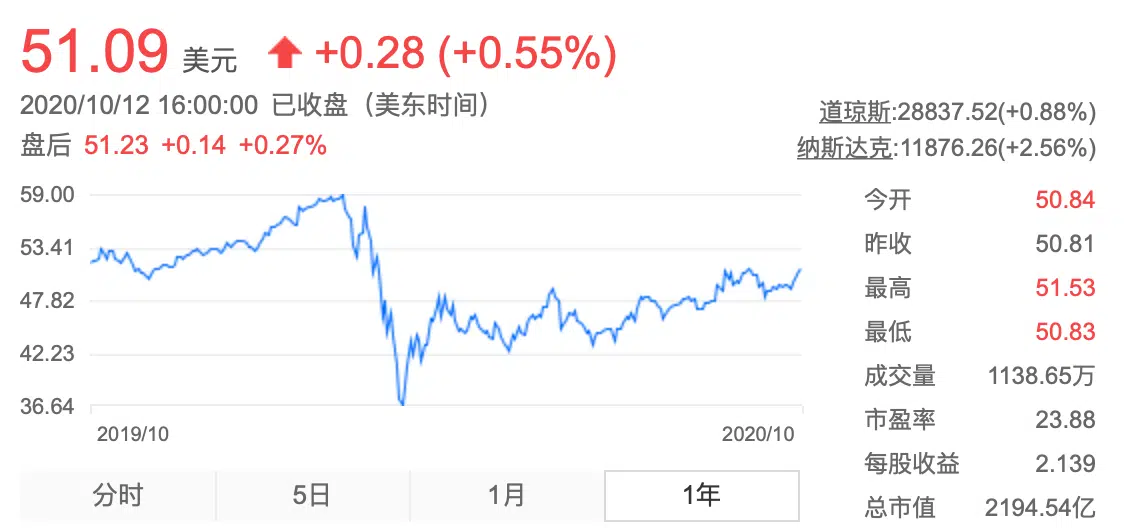 51.09 美元 +0.28 (+0.55%)
2020/10/12 16:00:00 已收盘（美东时间）
盘后 51.23 +0.14 +0.27%
道琼斯:28837.52(+0.88%)
纳斯达克:11876.26(+2.56%)
59.00
53.41
47.82
42.23
36.64
2019/10 2020/10
分时 5日 1月 1年
今开 50.84
昨收 50.81
最高 51.53
最低 50.83
成交量 1138.65万
市盈率 23.88
每股收益 2.139
总市值 2194.54亿